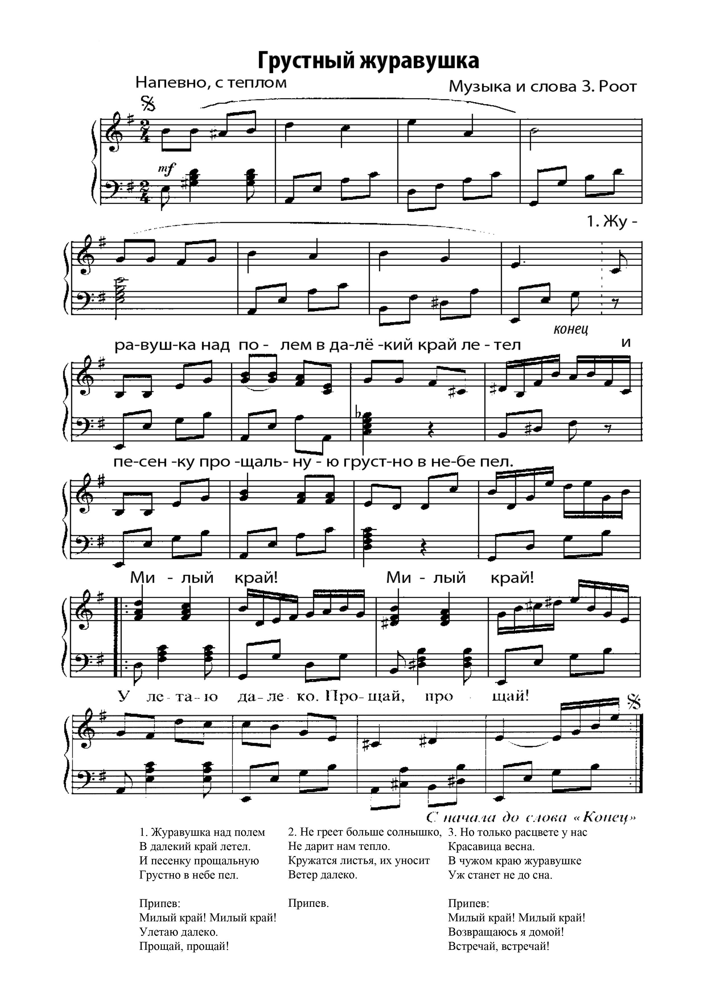 Грустный журавушка
Напевно, с теплом
Музыка и слова З. Роот
mf
1. Жу -
конец
ра-вуш-ка над по - лем в да-лё -кий край ле - тел и
пе-сен -ку про -щаль- ну - ю груст-но в не-бе пел.
Ми - лый край! Ми - лый край!
У ле- та-- ю да- ле - ко. Про- щай, про - щай!
С начала до слова «Конец»
1. Журавушка над полем
В далекий край летел.
И песенку прощальную
Грустно в небе пел.
Припев:
Милый край! Милый край!
Улетаю далеко.
Прощай, прощай!
2. Не греет больше солнышко,
Не дарит нам тепло.
Кружатся листья, их уносит
Ветер далеко.
Припев.
3. Но только расцвете у нас
Красавица весна.
В чужом краю журавушке
Уж станет не до сна.
Припев:
Милый край! Милый край!
Возвращаюсь я домой!
Встречай, встречай!